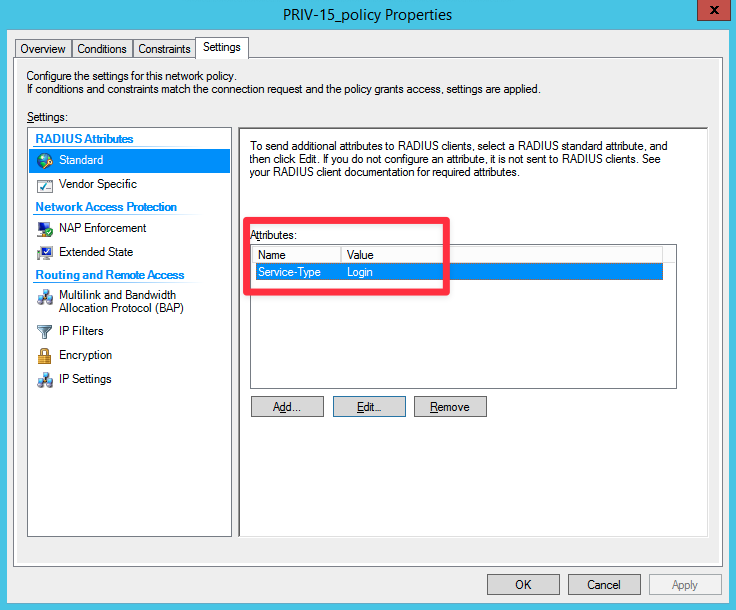 PRIV-15_policy Properties
x
Overview
Conditions
Constraints
Settings
Configure the settings for this network policy.
If conditions and constraints match the connection request and the policy grants access, settings are applied.
Settings:
RADIUS Attributes
Standard
Vendor Specific
Network Access Protection
NAP Enforcement
Extended State
Routing and Remote Access
Multilink and Bandwidth
Allocation Protocol (BAP)
IP Filters
Encryption
IP Settings
To send additional attributes to RADIUS clients, select a RADIUS standard attribute, and
then click Edit. If you do not configure an attribute, it is not sent to RADIUS clients. See
your RADIUS client documentation for required attributes.
Attributes:
Name Value
Service-Type Login
Add... Edit... Remove
OK Cancel Apply